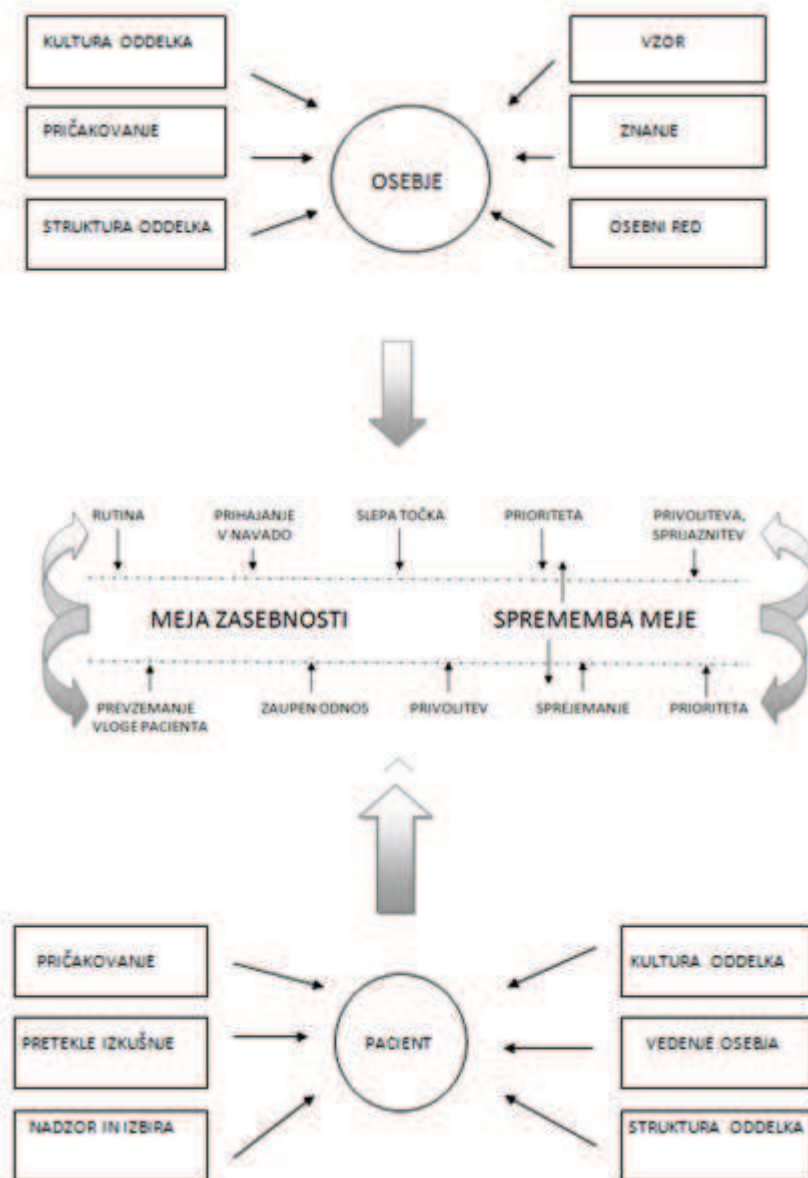 KULTURA ODDELKA
VZOR
PRIČAKOVANJE
ZNANJE
OSEBJE
STRUKTURA ODDELKA
OSEBNI RED
RUTINA
PRIHAJANJE
V NAVADO
SLEPA TOČKA
PRIORITETA
PRIVOLITEVA,
SPRIJAZNITEV
MEJA ZASEBNOSTI
SPREMEMBA MEJE
PREVZEMANJE
VLOGE PACIENTA
ZAUPEN ODNOS
PRIVOLITEV
SPREJEMANJE
PRIORITETA
PRIČAKOVANJE
KULTURA ODDELKA
PRETEKLE IZKUŠNJE
PACIENT
VEDENJE OSEBJA
NADZOR IN IZBIRA
STRUKTURA ODDELKA